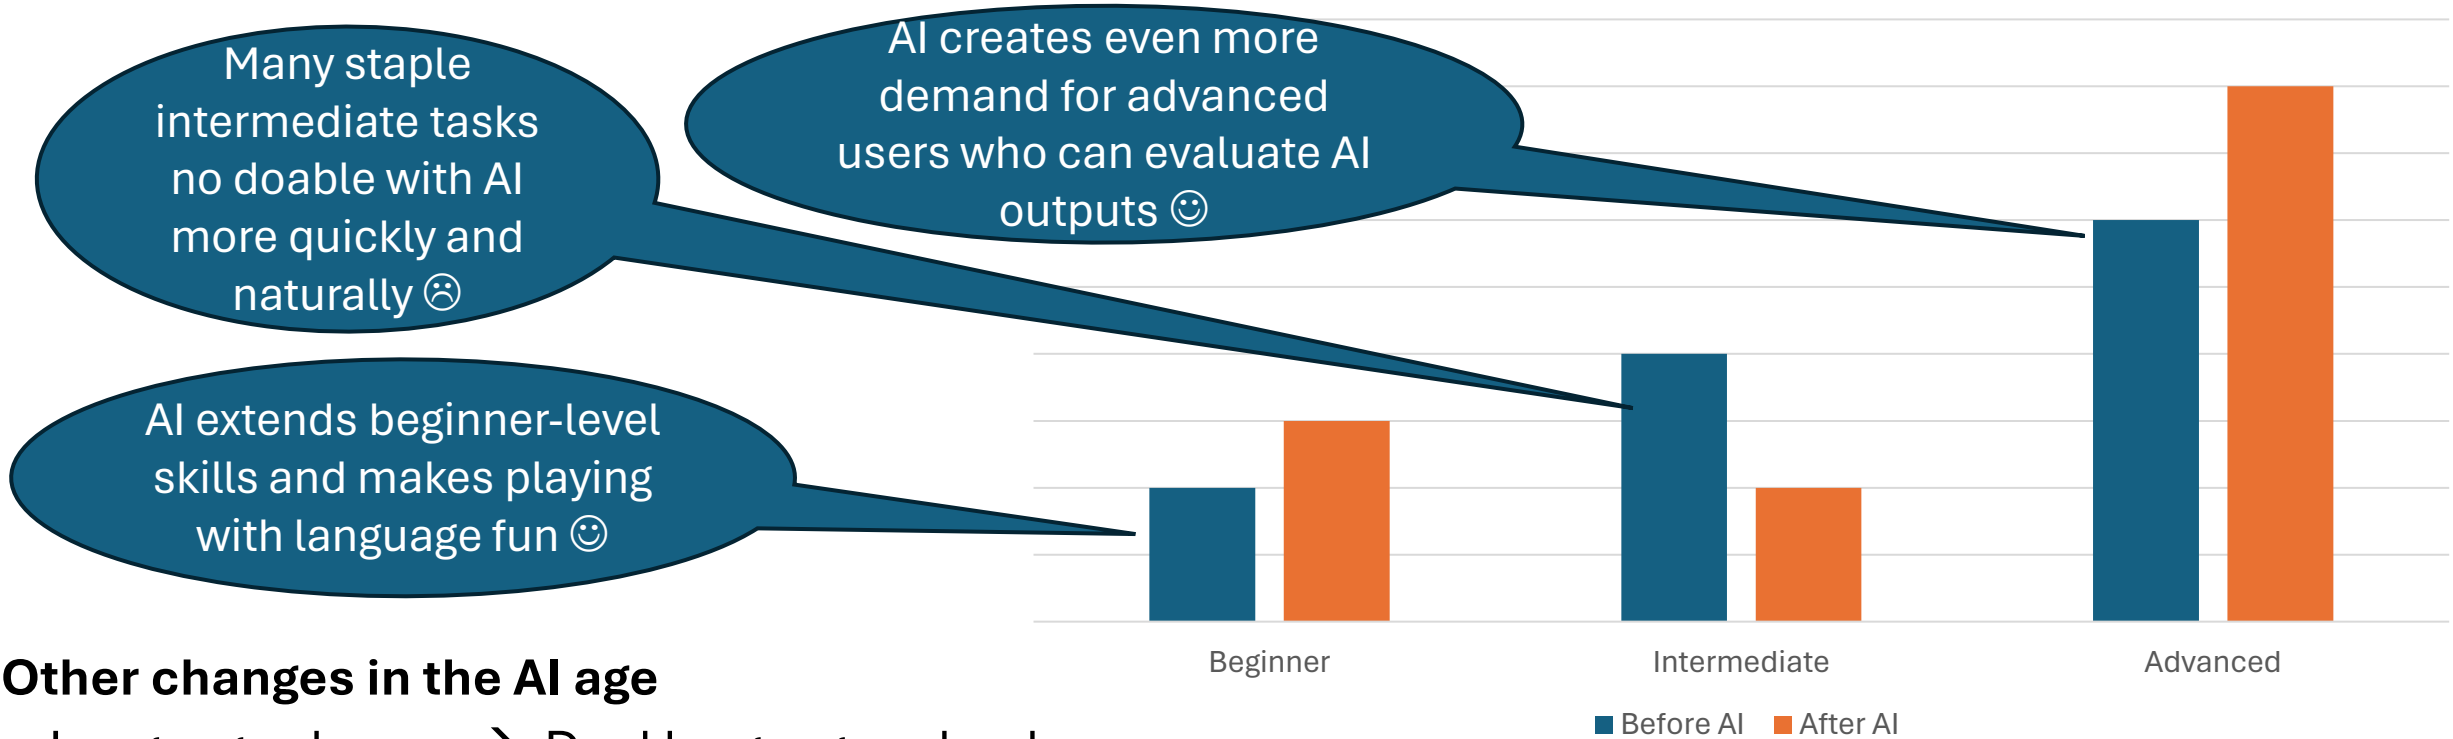 Many staple
intermediate tasks
no doable with AI
more quickly and
naturally ☹
AI creates even more
demand for advanced
users who can evaluate AI
outputs ☺
AI extends beginner-level
skills and makes playing
with language fun ☺
Beginner
Intermediate
Advanced
Before AI
After AI
Other changes in the AI age